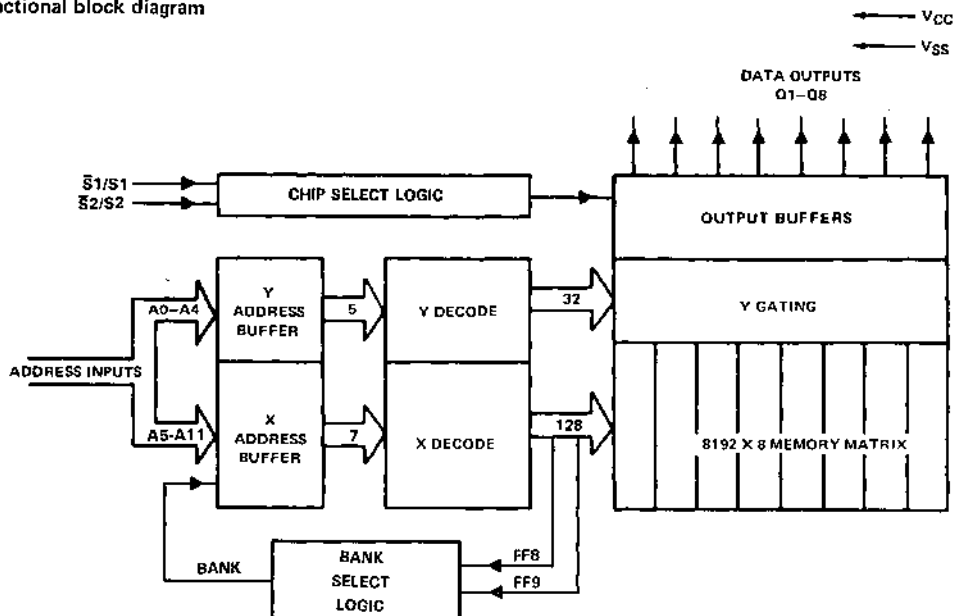 ctional block diagram
VCC
VSS
DATA OUTPUTS
Q1–Q8
S̅1/S1
S̅2/S2
CHIP SELECT LOGIC
OUTPUT BUFFERS
A0–A4
Y
ADDRESS
BUFFER
5
Y DECODE
32
Y GATING
ADDRESS INPUTS
A5-A11
X
ADDRESS
BUFFER
7
X DECODE
128
8192 X 8 MEMORY MATRIX
BANK
BANK
SELECT
LOGIC
FF8
FF9